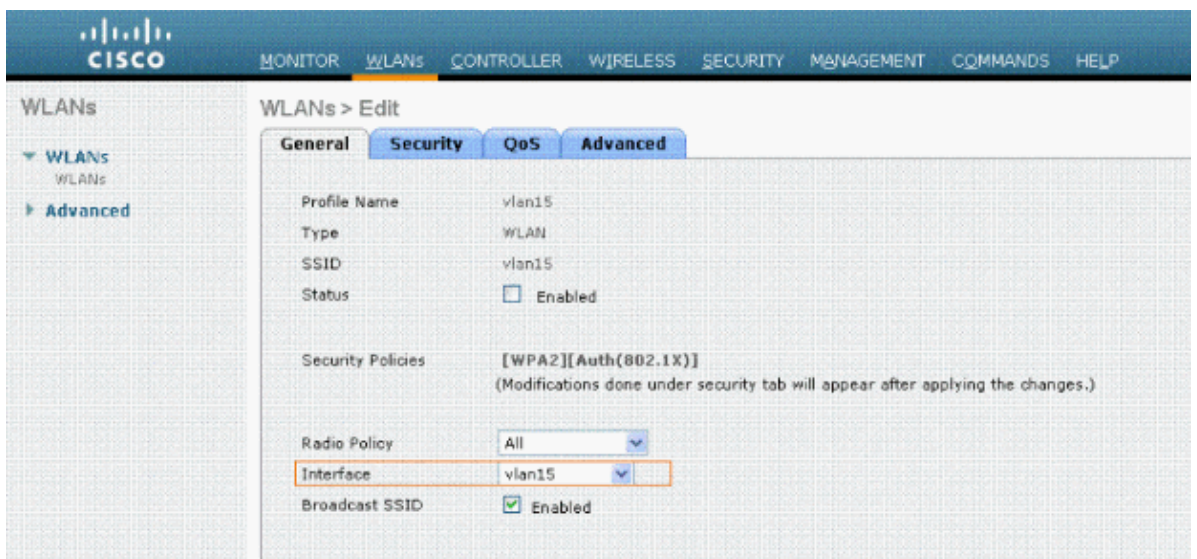 CISCO
MONITOR WLANs CONTROLLER WIRELESS SECURITY MANAGEMENT COMMANDS HELP
WLANs
WLANs
WLANs
Advanced
WLANs > Edit
General Security QoS Advanced
Profile Name vlan15
Type WLAN
SSID vlan15
Status Enabled
Security Policies [WPA2][Auth(802.1X)]
(Modifications done under security tab will appear after applying the changes.)
Radio Policy All
Interface vlan15
Broadcast SSID Enabled